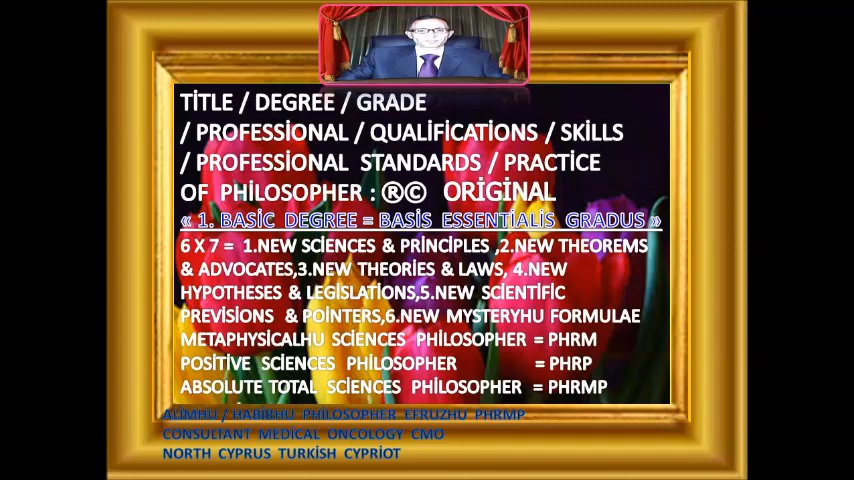 TİTLE / DEGREE / GRADE
/ PROFESSİONAL / QUALİFİCATİONS / SKİLLS
/ PROFESSİONAL STANDARDS / PRACTİCE
OF PHİLOSOPHER : ®© ORİGİNAL
« 1. BASİC DEGREE = BASİS ESSENTİALİS GRADUS »
6 X 7 = 1.NEW SCİENCES & PRİNCİPLES ,2.NEW THEOREMS
& ADVOCATES,3.NEW THEORİES & LAWS, 4.NEW
HYPOTHESES & LEGİSLATİONS,5.NEW SCİENTİFİC
PREVİSİONS & POİNTERS,6.NEW MYSTERYHU FORMULAE
METAPHYSİCALHU SCİENCES PHİLOSOPHER = PHRM
POSİTİVE SCİENCES PHİLOSOPHER = PHRP
ABSOLUTE TOTAL SCİENCES PHİLOSOPHER = PHRMP
ALİMHU / HABİRHU PHİLOSOPHER EFRUZHU PHRMP
CONSULTANT MEDİCAL ONCOLOGY CMO
NORTH CYPRUS TURKİSH CYPRİOT